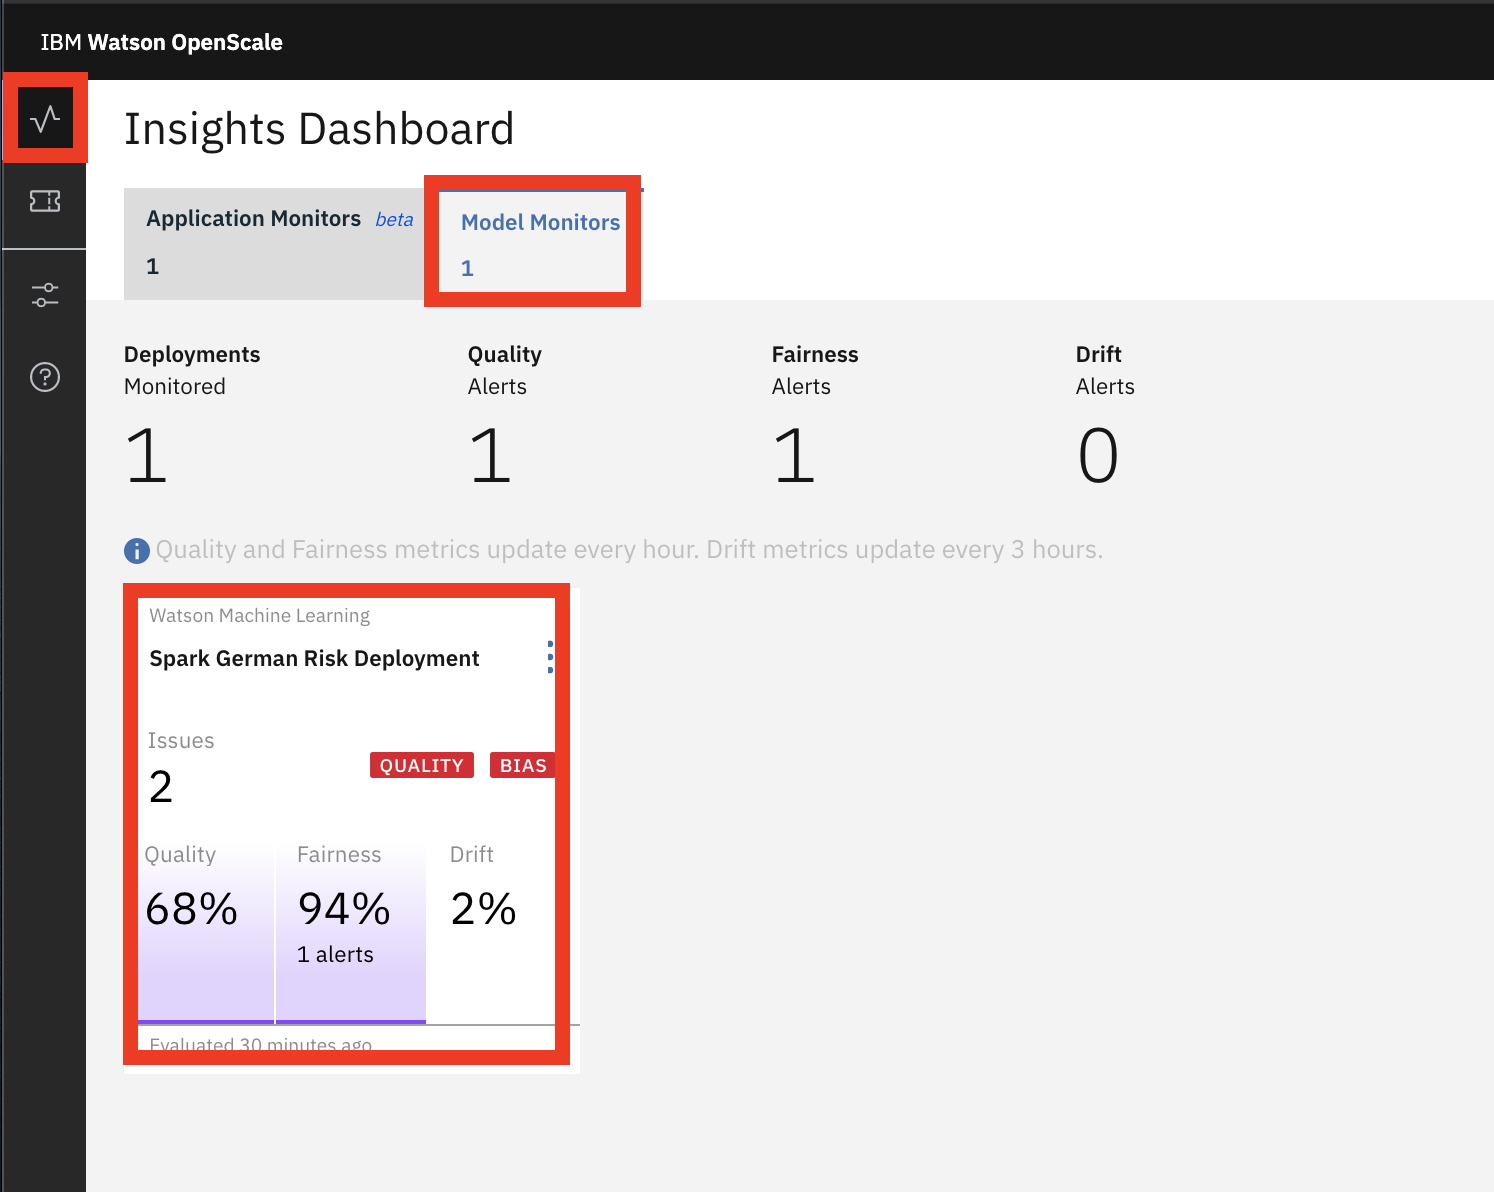 IBM Watson OpenScale
Insights Dashboard
Application Monitors beta
1
Model Monitors
1
Deployments
Monitored
1
Quality
Alerts
1
Fairness
Alerts
1
Drift
Alerts
0
Quality and Fairness metrics update every hour. Drift metrics update every 3 hours.
Watson Machine Learning
Spark German Risk Deployment
Issues
2
QUALITY BIAS
Quality
68%
Fairness
94%
1 alerts
Drift
2%
Evaluated 30 minutes ago